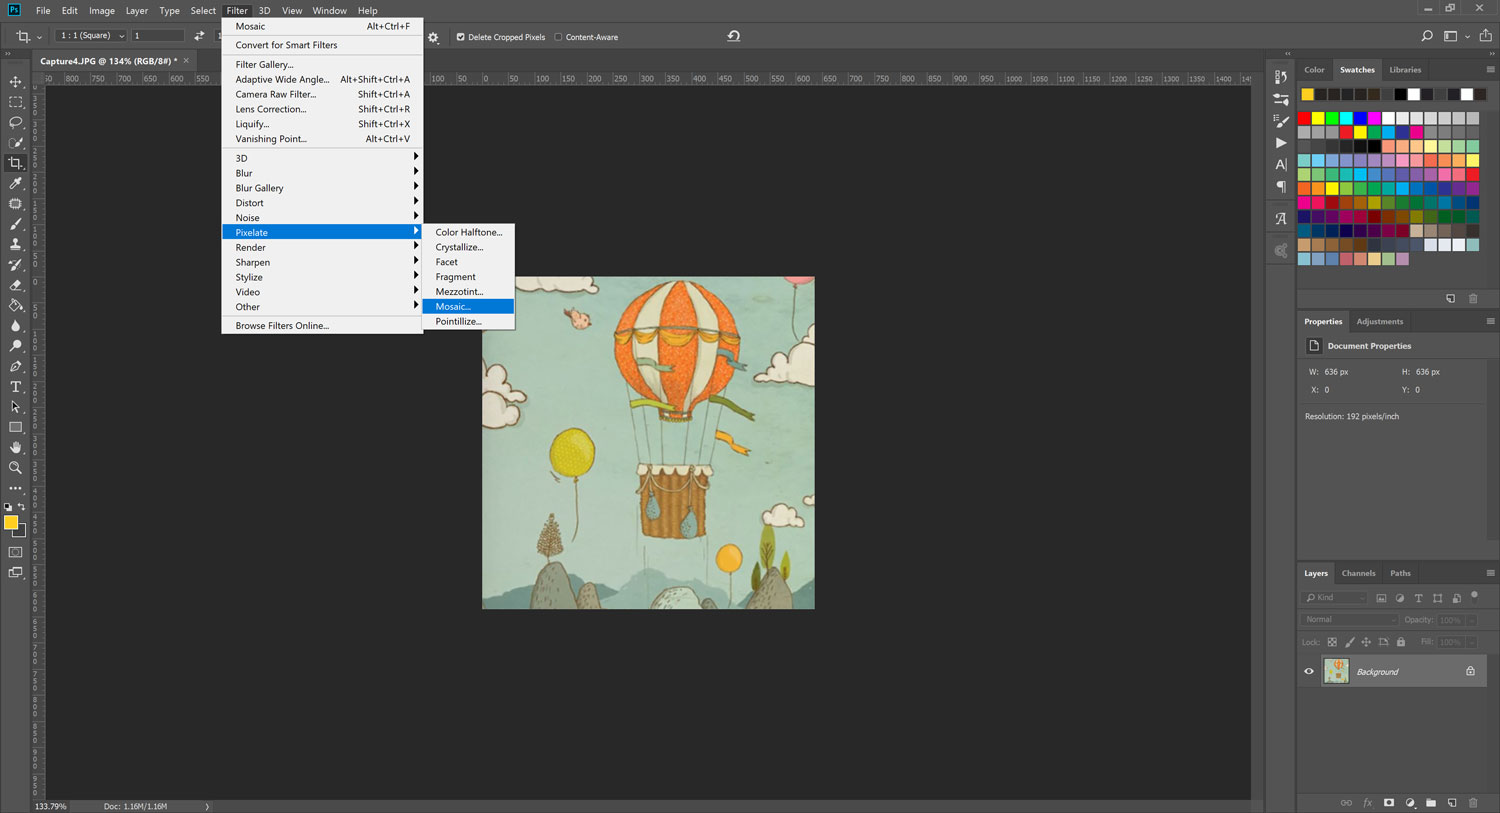 Ps File Edit Image Layer Type Select Filter 3D View Window Help
1 : 1 (Square) 1 1 Delete Cropped Pixels Content-Aware
Capture4.JPG @ 134% (RGB/8#) *
Mosaic Alt+Ctrl+F
Convert for Smart Filters
Filter Gallery...
Adaptive Wide Angle... Alt+Shift+Ctrl+A
Camera Raw Filter... Shift+Ctrl+A
Lens Correction... Shift+Ctrl+R
Liquify... Shift+Ctrl+X
Vanishing Point... Alt+Ctrl+V
3D
Blur
Blur Gallery
Distort
Noise
Pixelate
Render
Sharpen
Stylize
Video
Other
Browse Filters Online...
Color Halftone...
Crystallize...
Facet
Fragment
Mezzotint...
Mosaic...
Pointillize...
800 750 700 650 600 550 100 50 0 50 100 150 200 250 300 350 400 450 500 550 600 650 700 750 800 850 900 950 1000 1050 1100 1150 1200 1250 1300 1350 1400
Color Swatches Libraries
Properties Adjustments
Document Properties
W: 636 px H: 636 px
X: 0 Y: 0
Resolution: 192 pixels/inch
Layers Channels Paths
Kind
Normal Opacity: 100%
Lock: Fill: 100%
Background
133.79% Doc: 1.16M/1.16M